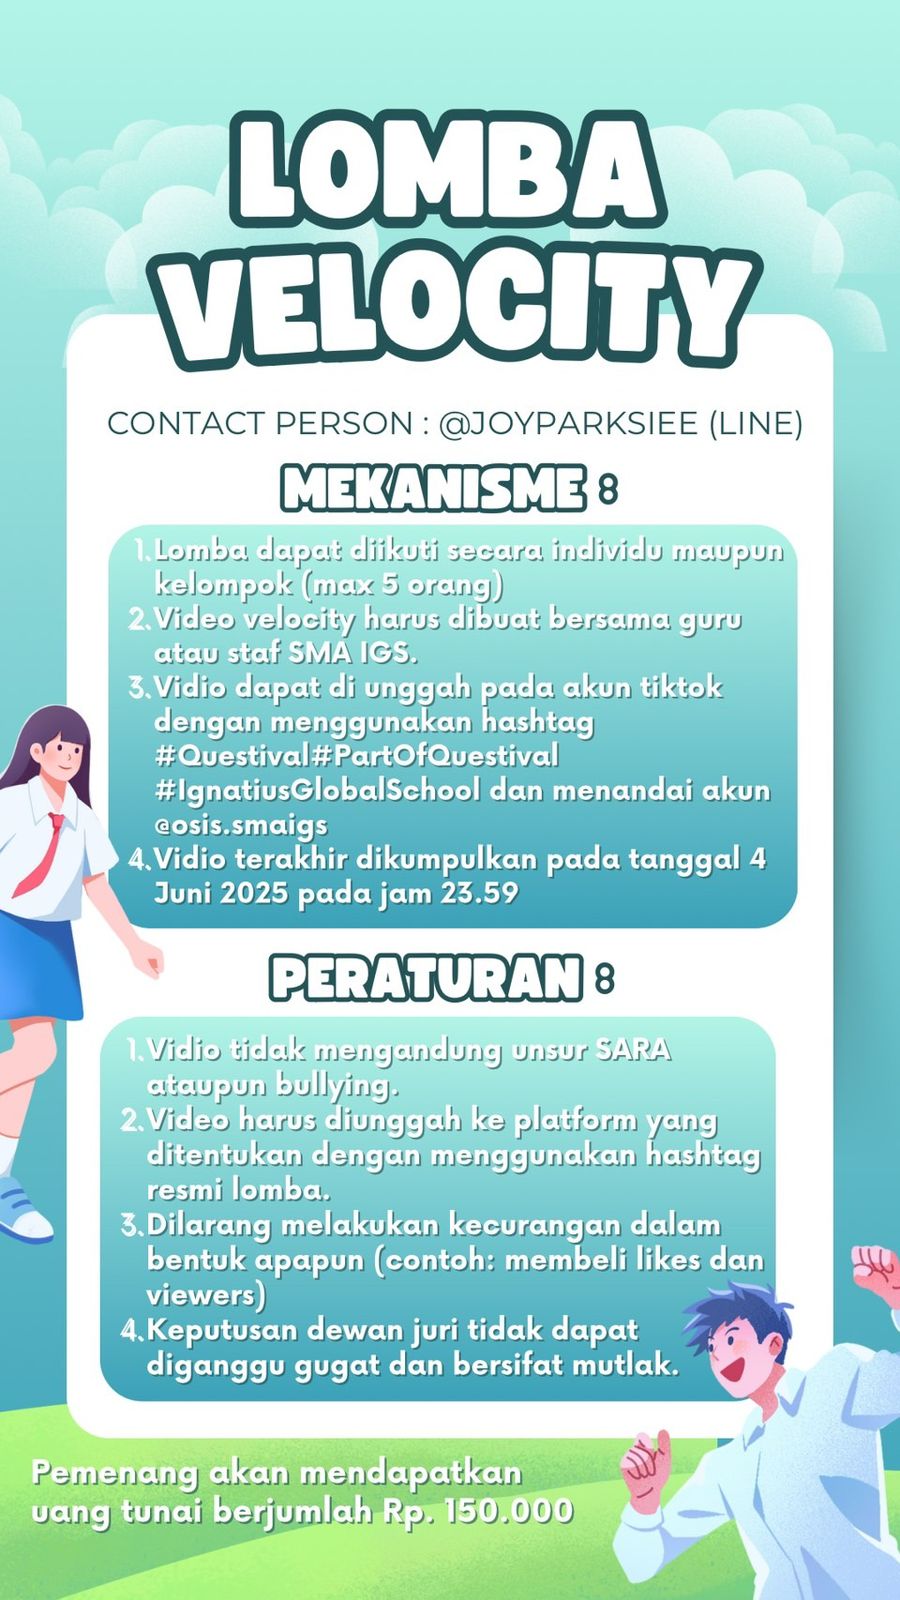 LOMBA
VELOCITY
CONTACT PERSON : @JOYPARKSIEE (LINE)
MEKANISME 8
1. Lomba dapat diikuti secara individu maupun
kelompok (max 5 orang)
2. Video velocity harus dibuat bersama guru
atau staf SMA IGS.
3. Vidio dapat di unggah pada akun tiktok
dengan menggunakan hashtag
#Questival#PartOfQuestival
#IgnatiusGlobalSchool dan menandai akun
@osis.smaigs
4. Vidio terakhir dikumpulkan pada tanggal 4
Juni 2025 pada jam 23.59
PERATURAN 8
1. Vidio tidak mengandung unsur SARA
ataupun bullying.
2. Video harus diunggah ke platform yang
ditentukan dengan menggunakan hashtag
resmi lomba.
3. Dilarang melakukan kecurangan dalam
bentuk apapun (contoh: membeli likes dan
viewers)
4. Keputusan dewan juri tidak dapat
diganggu gugat dan bersifat mutlak.
Pemenang akan mendapatkan
uang tunai berjumlah Rp. 150.000